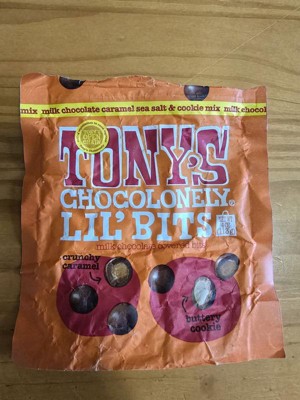 mix milk chocolate caramel sea salt & cookie mix milk chocol
TONY'S
CHOCOLONELY
LIL' BITS
milk chocolate covered
crunchy
caramel
buttery
cookie